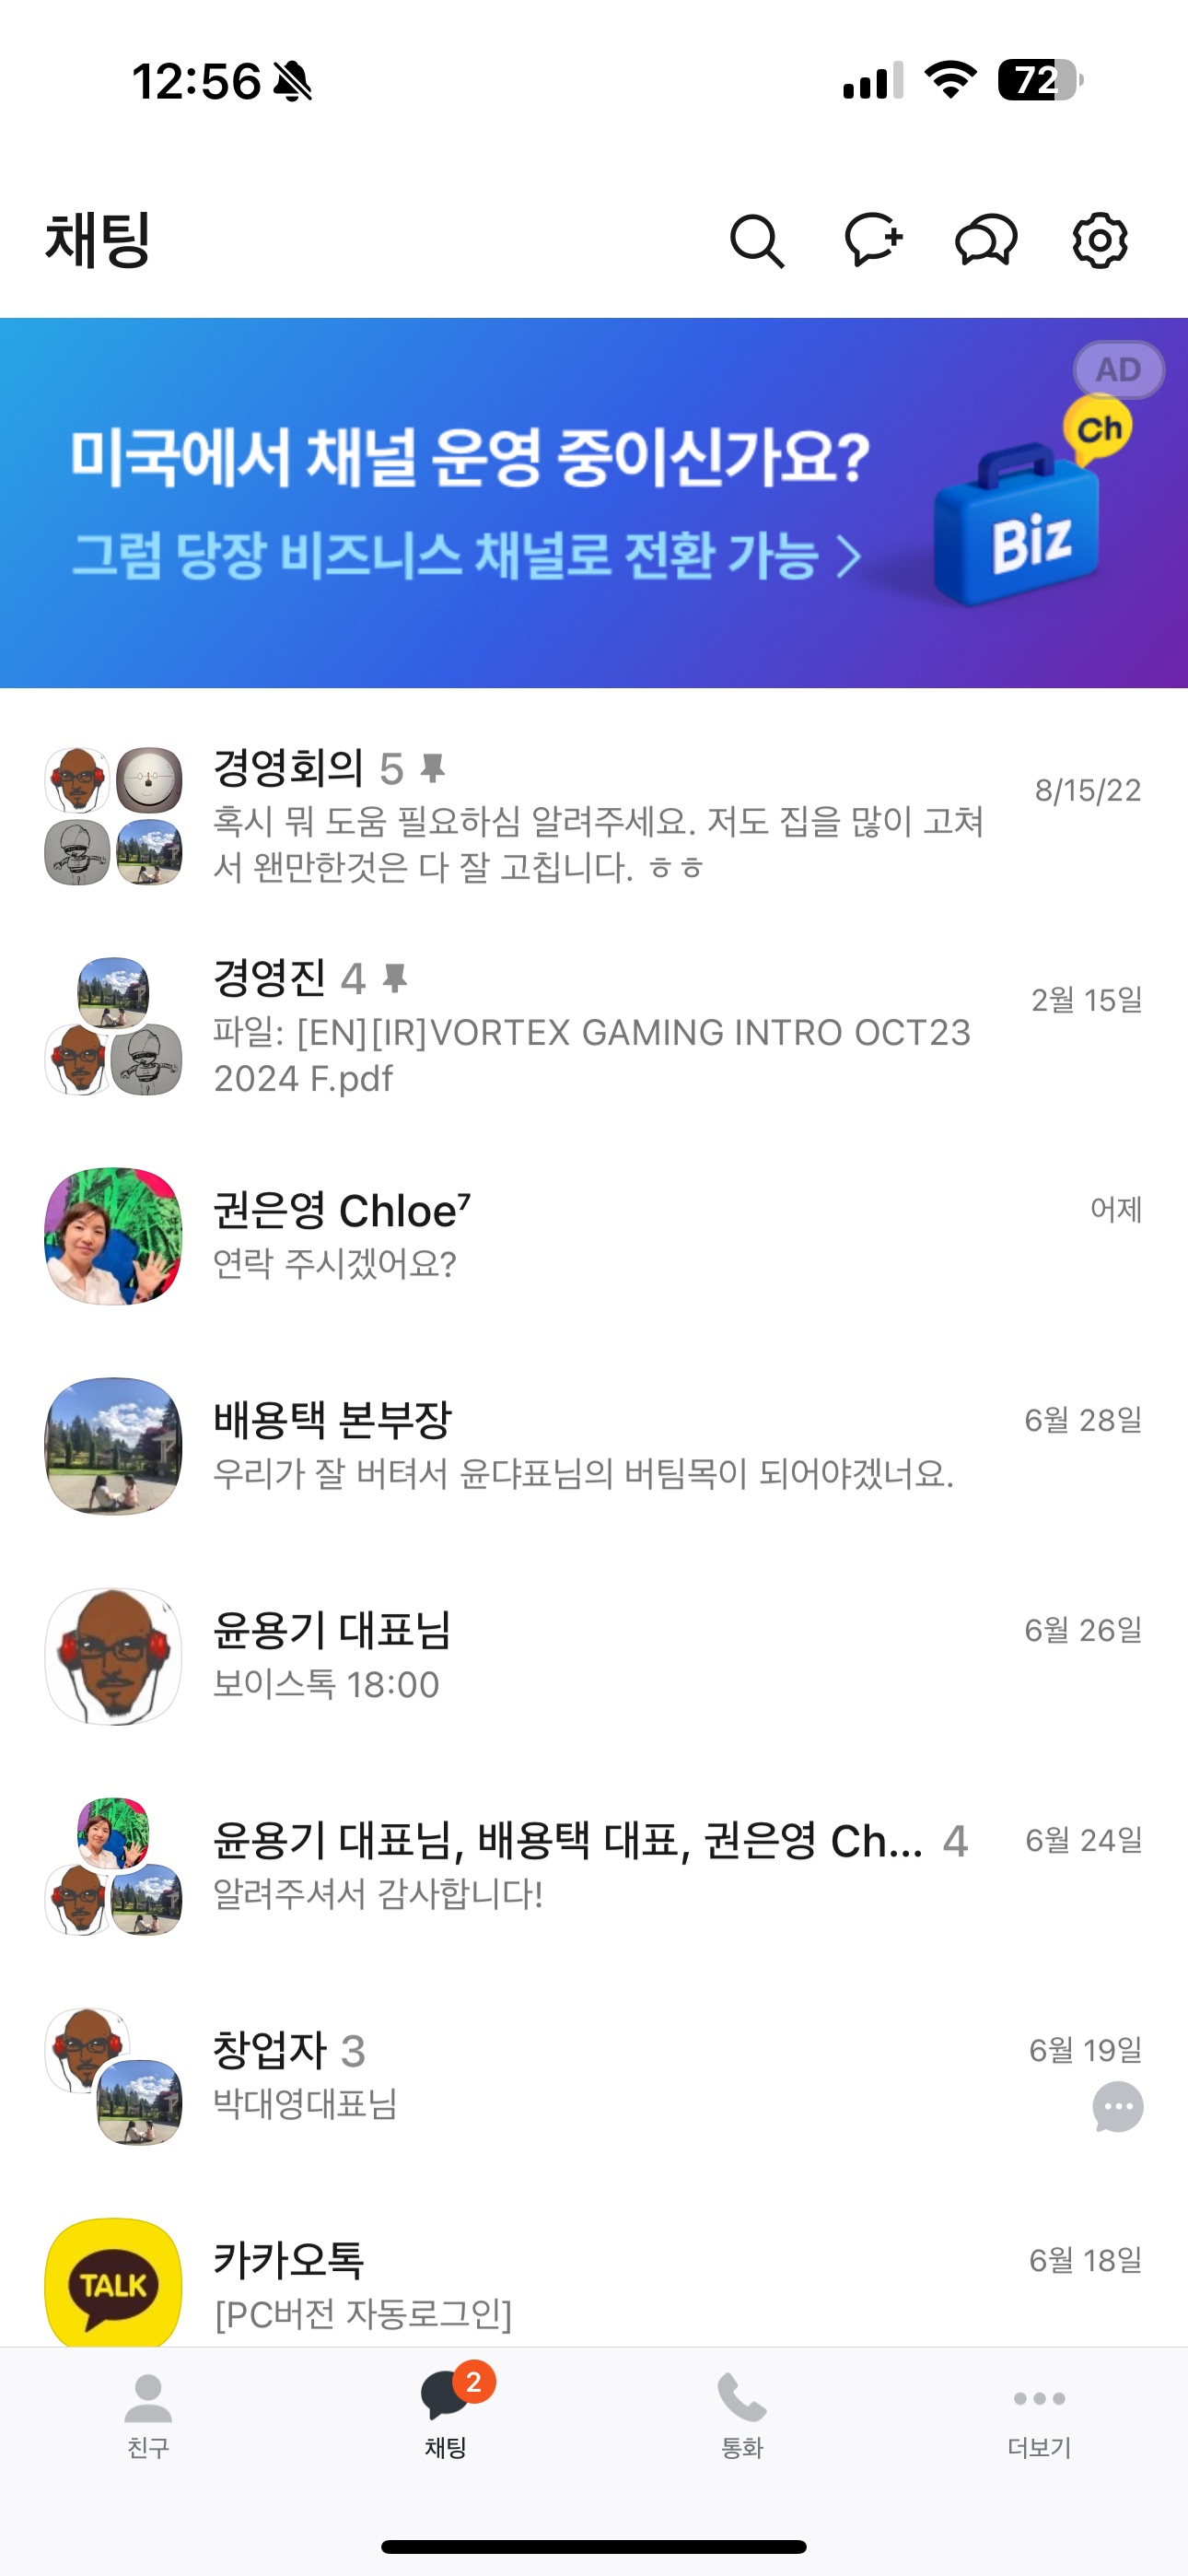 12:56
72
채팅
AD
미국에서 채널 운영 중이신가요?
그럼 당장 비즈니스 채널로 전환 가능 >
Ch
Biz
경영회의 5
8/15/22
혹시 뭐 도움 필요하심 알려주세요. 저도 집을 많이 고쳐
서 왠만한것은 다 잘 고칩니다. ㅎㅎ
경영진 4
2월 15일
파일: [EN][IR]VORTEX GAMING INTRO OCT23
2024 F.pdf
권은영 Chloe⁷
어제
연락 주시겠어요?
배용택 본부장
6월 28일
우리가 잘 버텨서 윤댜표님의 버팀목이 되어야겠너요.
윤용기 대표님
6월 26일
보이스톡 18:00
윤용기 대표님, 배용택 대표, 권은영 Ch... 4
6월 24일
알려주셔서 감사합니다!
창업자 3
6월 19일
박대영대표님
TALK
카카오톡
6월 18일
[PC버전 자동로그인]
2
친구
채팅
통화
더보기